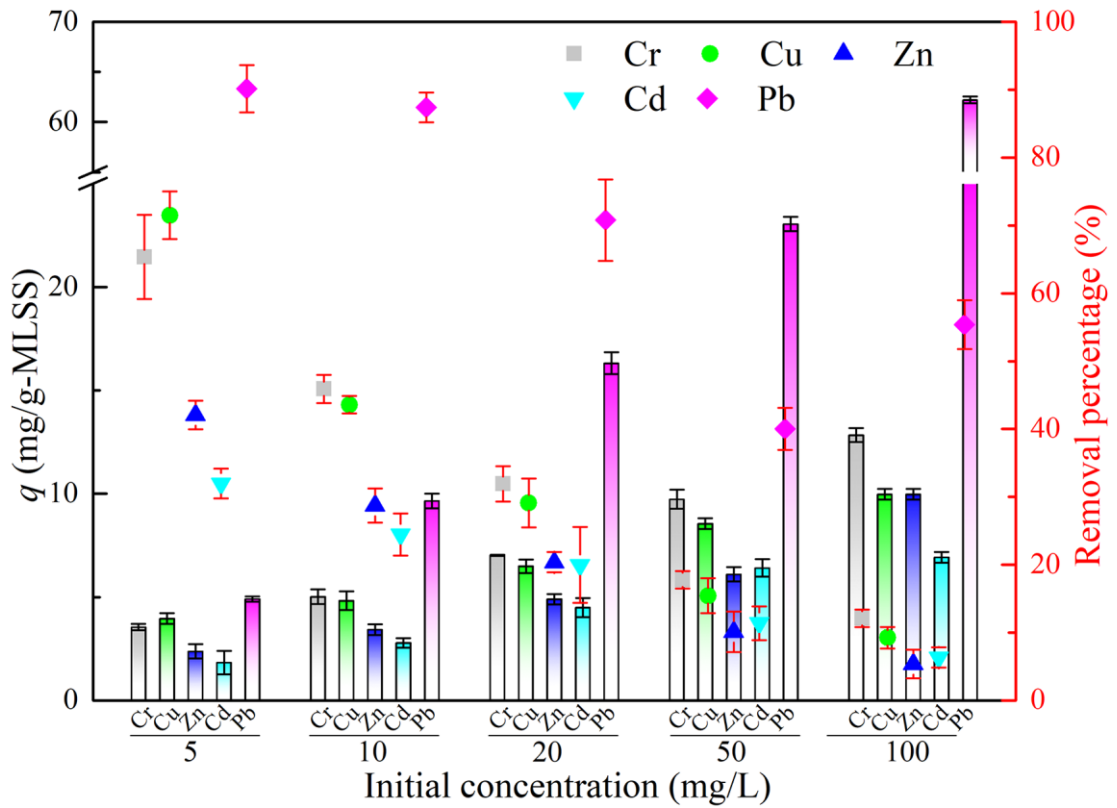 70
60
20
10
0
q (mg/g-MLSS)
Cr Cu Zn
Cd Pb
100
80
60
40
20
0
Removal percentage (%)
Cr Cu Zn Cd Pb Cr Cu Zn Cd Pb Cr Cu Zn Cd Pb Cr Cu Zn Cd Pb Cr Cu Zn Cd Pb
5 10 20 50 100
Initial concentration (mg/L)